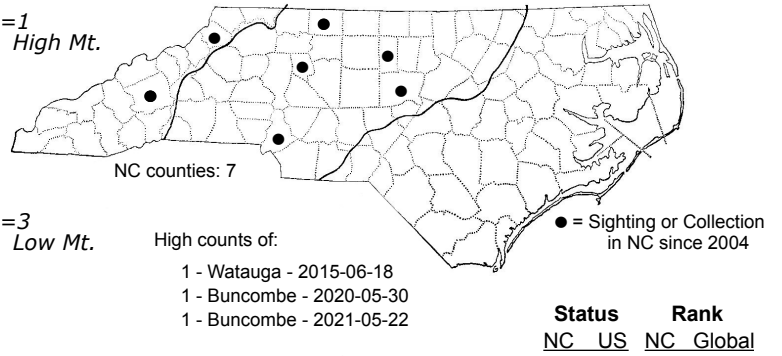 =1
High Mt.
NC counties: 7
=3
Low Mt.
High counts of:
1 - Watauga - 2015-06-18
1 - Buncombe - 2020-05-30
1 - Buncombe - 2021-05-22
● = Sighting or Collection
in NC since 2004
Status Rank
NC US NC Global